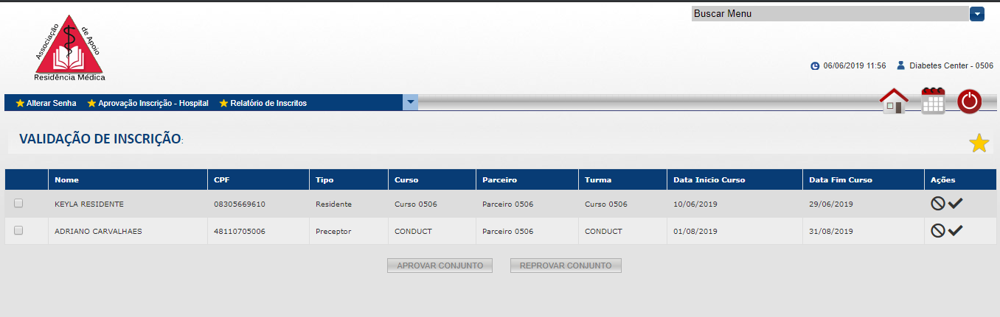 Buscar Menu
Associação de Apoio
Residência Médica
06/06/2019 11:56 Diabetes Center - 0506
Alterar Senha Aprovação Inscrição - Hospital Relatório de Inscritos
VALIDAÇÃO DE INSCRIÇÃO:
Nome CPF Tipo Curso Parceiro Turma Data Inicio Curso Data Fim Curso Ações
KEYLA RESIDENTE 08305669610 Residente Curso 0506 Parceiro 0506 Curso 0506 10/06/2019 29/06/2019
ADRIANO CARVALHAES 48110705006 Preceptor CONDUCT Parceiro 0506 CONDUCT 01/08/2019 31/08/2019
APROVAR CONJUNTO REPROVAR CONJUNTO